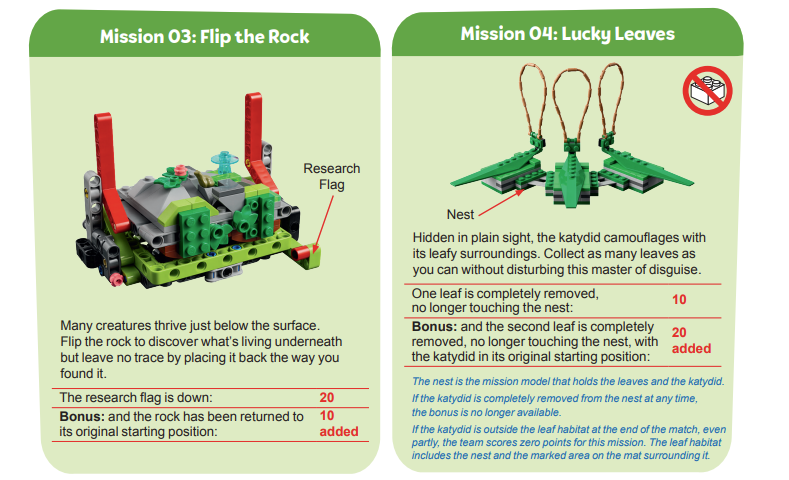 Mission 03: Flip the Rock
Research
Flag
Many creatures thrive just below the surface.
Flip the rock to discover what's living underneath
but leave no trace by placing it back the way you
found it.
The research flag is down: 20
Bonus: and the rock has been returned to 10
its original starting position: added
Mission 04: Lucky Leaves
Nest
Hidden in plain sight, the katydid camouflages with
its leafy surroundings. Collect as many leaves as
you can without disturbing this master of disguise.
One leaf is completely removed,
no longer touching the nest: 10
Bonus: and the second leaf is completely
removed, no longer touching the nest, with 20
the katydid in its original starting position: added
The nest is the mission model that holds the leaves and the katydid.
If the katydid is completely removed from the nest at any time,
the bonus is no longer available.
If the katydid is outside the leaf habitat at the end of the match, even
partly, the team scores zero points for this mission. The leaf habitat
includes the nest and the marked area on the mat surrounding it.